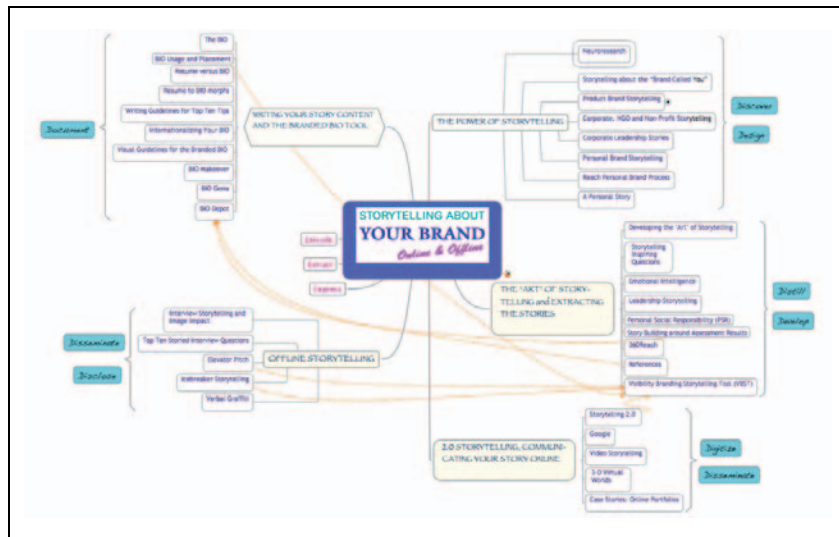 STORYTELLING ABOUT
YOUR BRAND
Online & Offline
Extract
Express
THE POWER OF STORYTELLING
Neuroresearch
Storytelling about the "Brand Called You"
Product Brand Storytelling
Corporate, NGO and Non Profit Storytelling
Corporate Leadership Stories
Personal Brand Storytelling
Reach Personal Brand Process
A Personal Story
Discover
Design
THE "ART" OF STORY-
TELLING and EXTRACTING
THE STORIES
Developing the "Art" of Storytelling
Storytelling
Inspiring
Questions
Emotional Intelligence
Leadership Storytelling
Personal Social Responsibility (PSR)
Story Building around Assessment Results
360Reach
References
Visibility Branding Storytelling Tool (VBST)
Distill
Develop
2.0 STORYTELLING, COMMUNI-
CATING YOUR STORY ONLINE
Storytelling 2.0
Google
Video Storytelling
3-D Virtual
Worlds
Case Stories: Online Portfolios
Digitize
Disseminate
OFFLINE STORYTELLING
Interview Storytelling and
Image Impact
Top Ten Storied Interview Questions
Elevator Pitch
Icebreaker Storytelling
Verbal Graffiti
Disseminate
Disclose
WRITING YOUR STORY CONTENT
AND THE BRANDED BIO TOOL
The BIO
BIO Usage and Placement
Resume versus BIO
Resume to BIO morphs
Writing Guidelines for Top Ten Tips
Internationalizing Your BIO
Visual Guidelines for the Branded BIO
BIO Makeover
BIO Gems
BIO Depot
Document